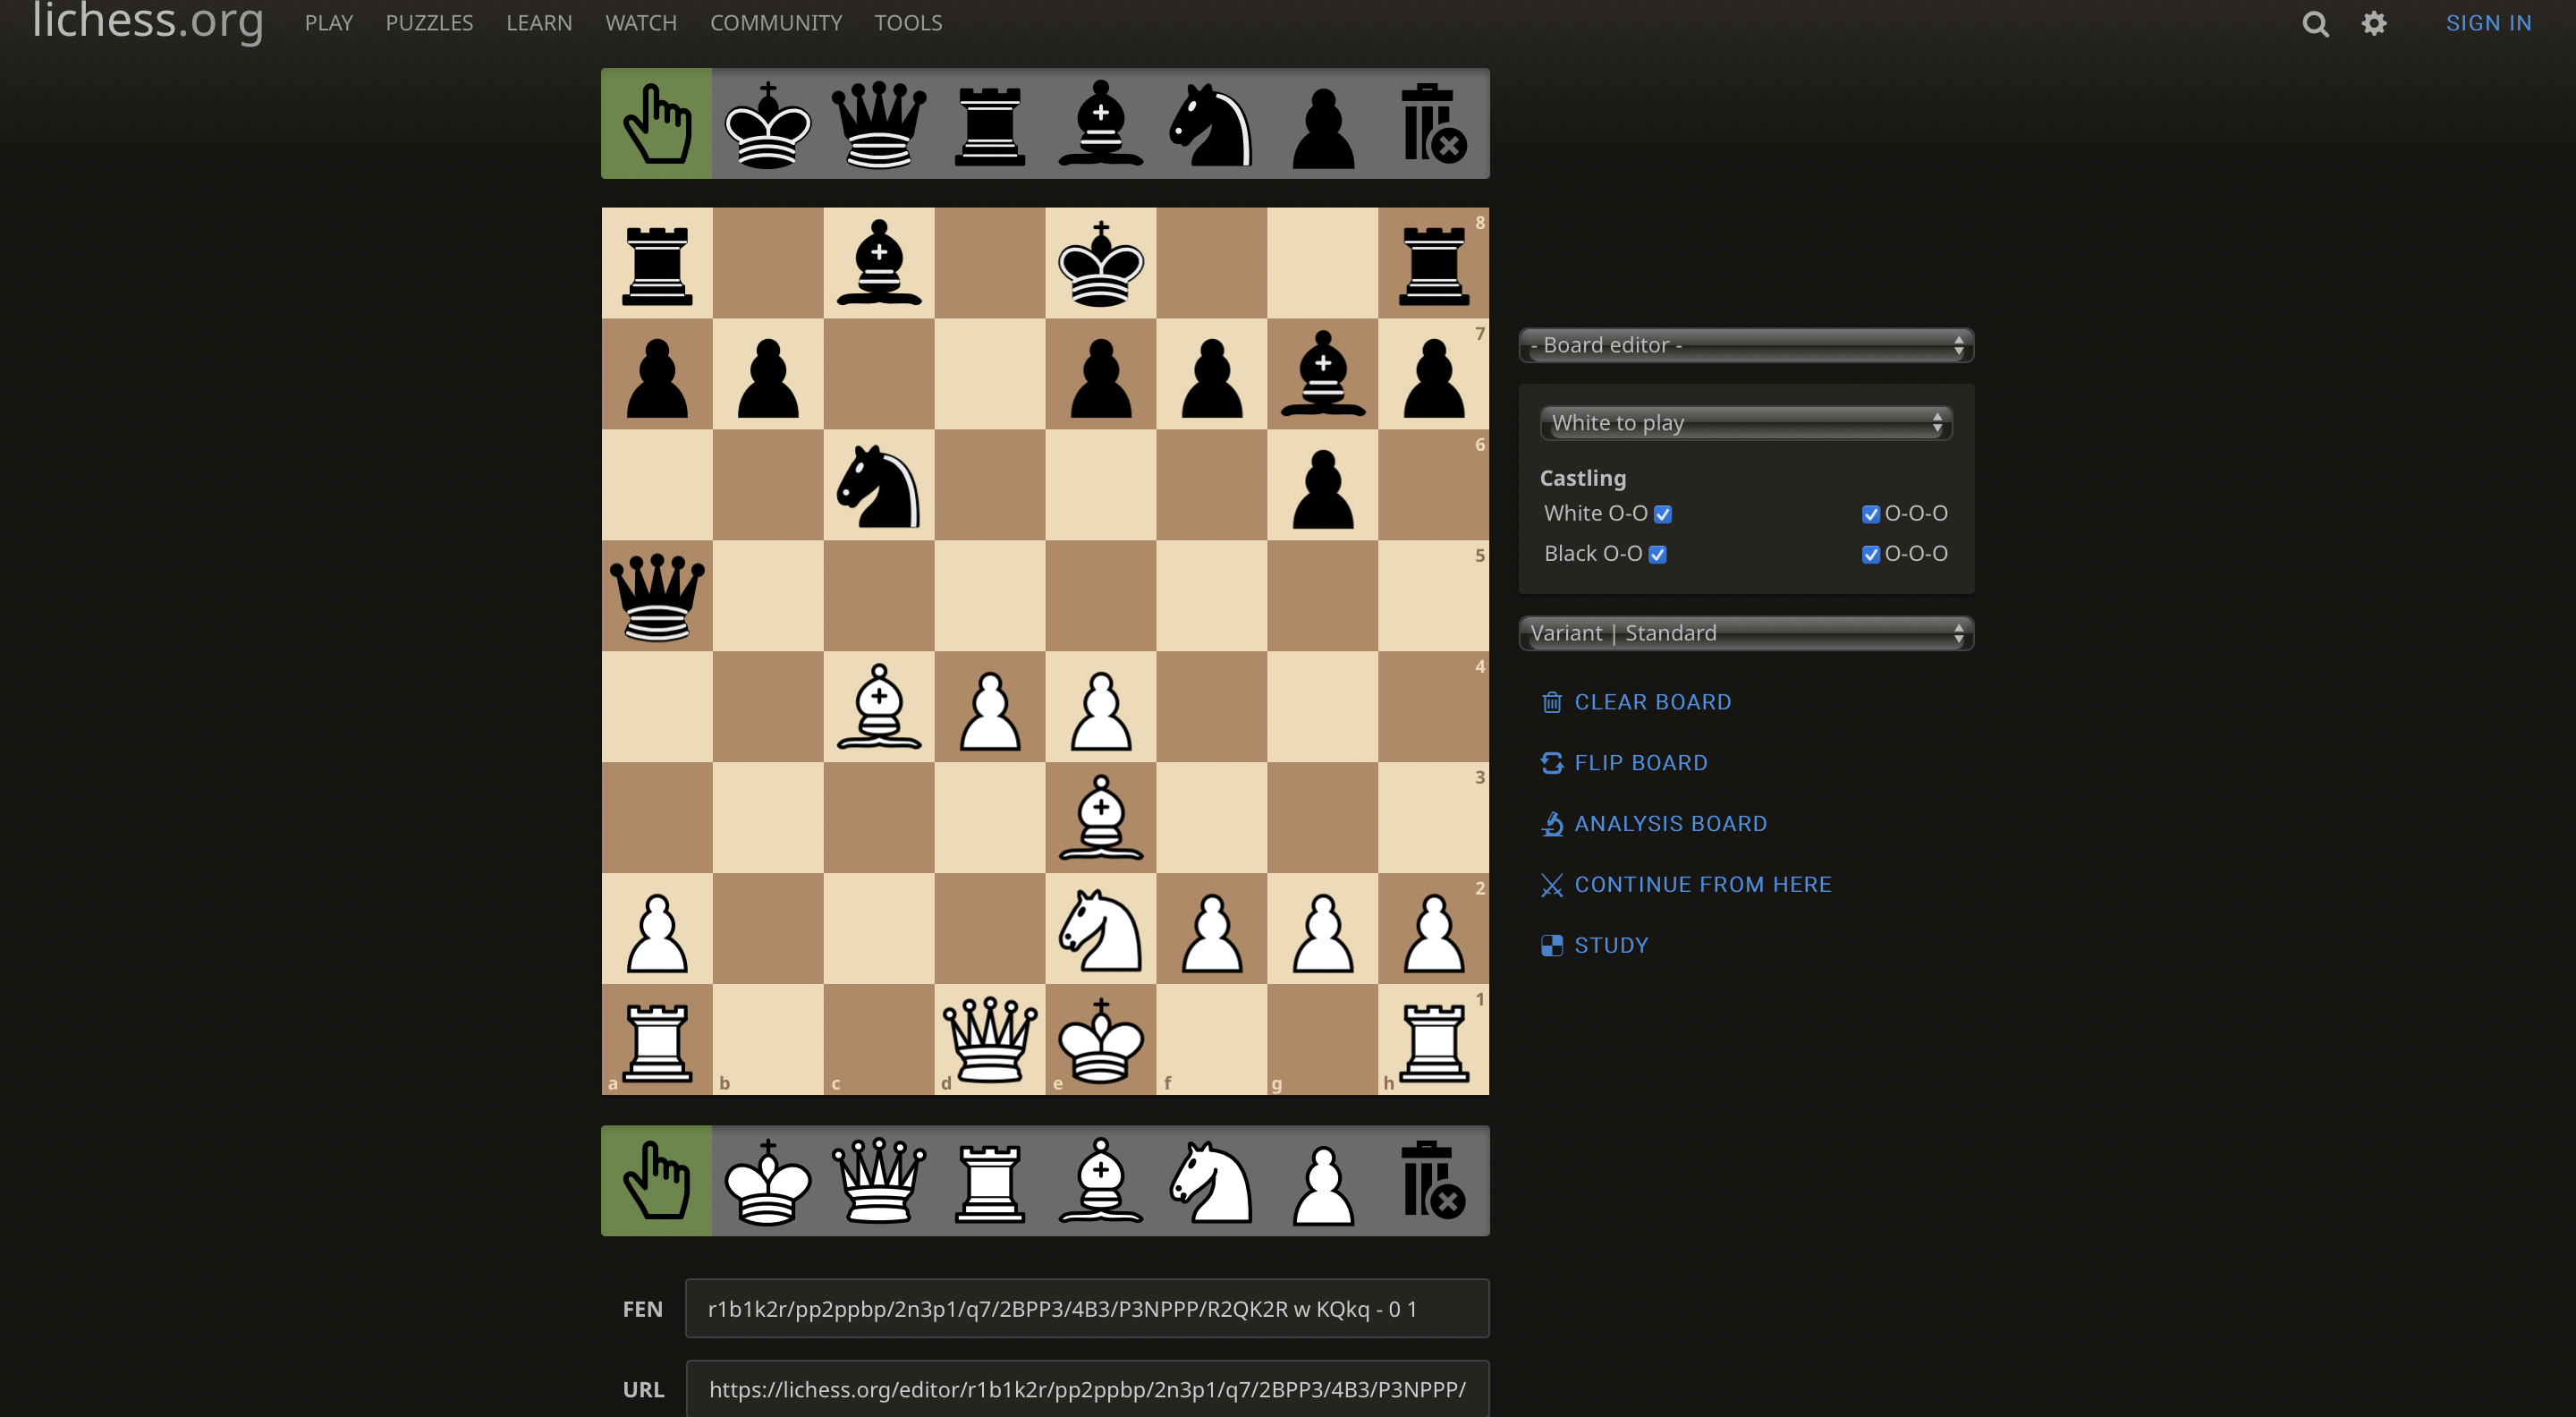 lichess.org PLAY PUZZLES LEARN WATCH COMMUNITY TOOLS SIGN IN
8
7
- Board editor -
White to play
6
Castling
White O-O O-O-O
Black O-O O-O-O
5
Variant | Standard
4
CLEAR BOARD
FLIP BOARD
3
ANALYSIS BOARD
2
CONTINUE FROM HERE
STUDY
1
a b c d e f g h
FEN r1b1k2r/pp2ppbp/2n3p1/q7/2BPP3/4B3/P3NPPP/R2QK2R w KQkq - 0 1
URL https://lichess.org/editor/r1b1k2r/pp2ppbp/2n3p1/q7/2BPP3/4B3/P3NPPP/